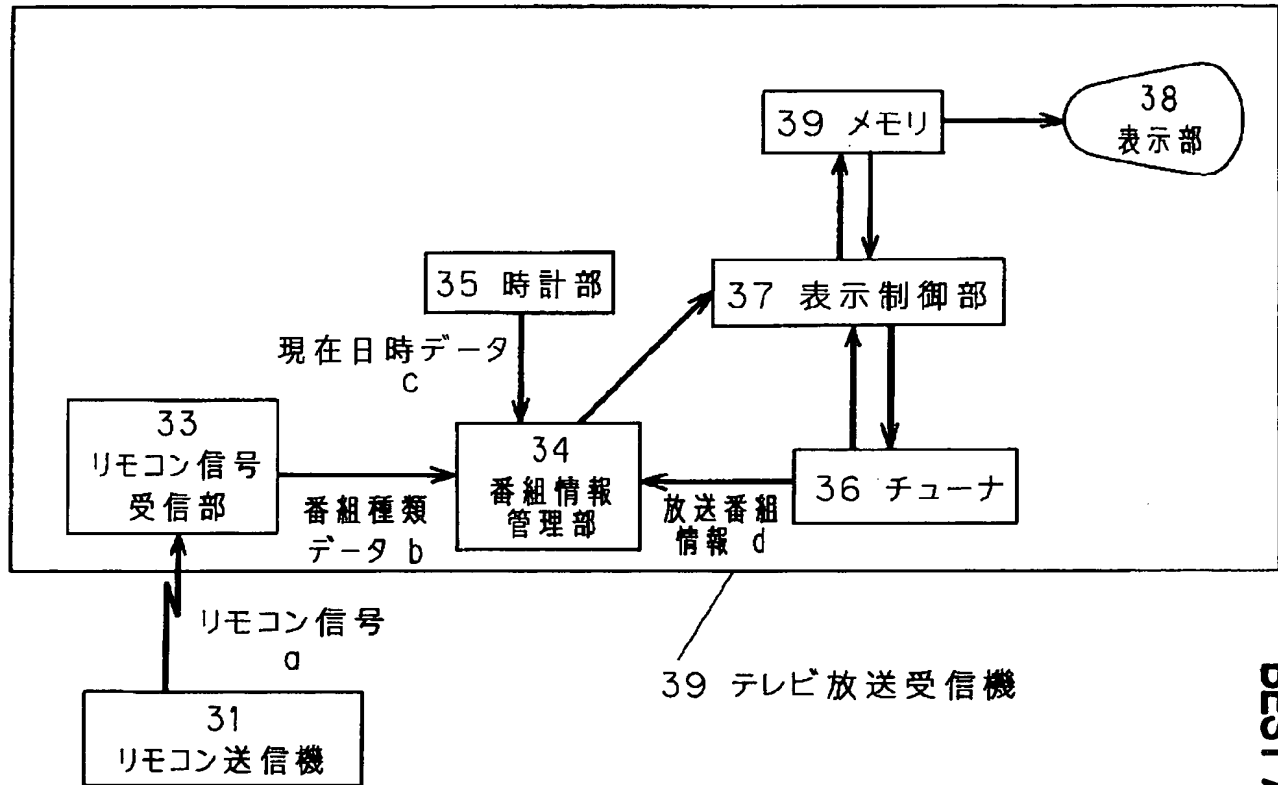 39 メモリ
38
表示部
35 時計部
37 表示制御部
現在日時データ
c
33
リモコン信号
受信部
番組種類
データ b
34
番組情報
管理部
放送番組
情報 d
36 チューナ
リモコン信号
a
39 テレビ放送受信機
31
リモコン送信機
BEST